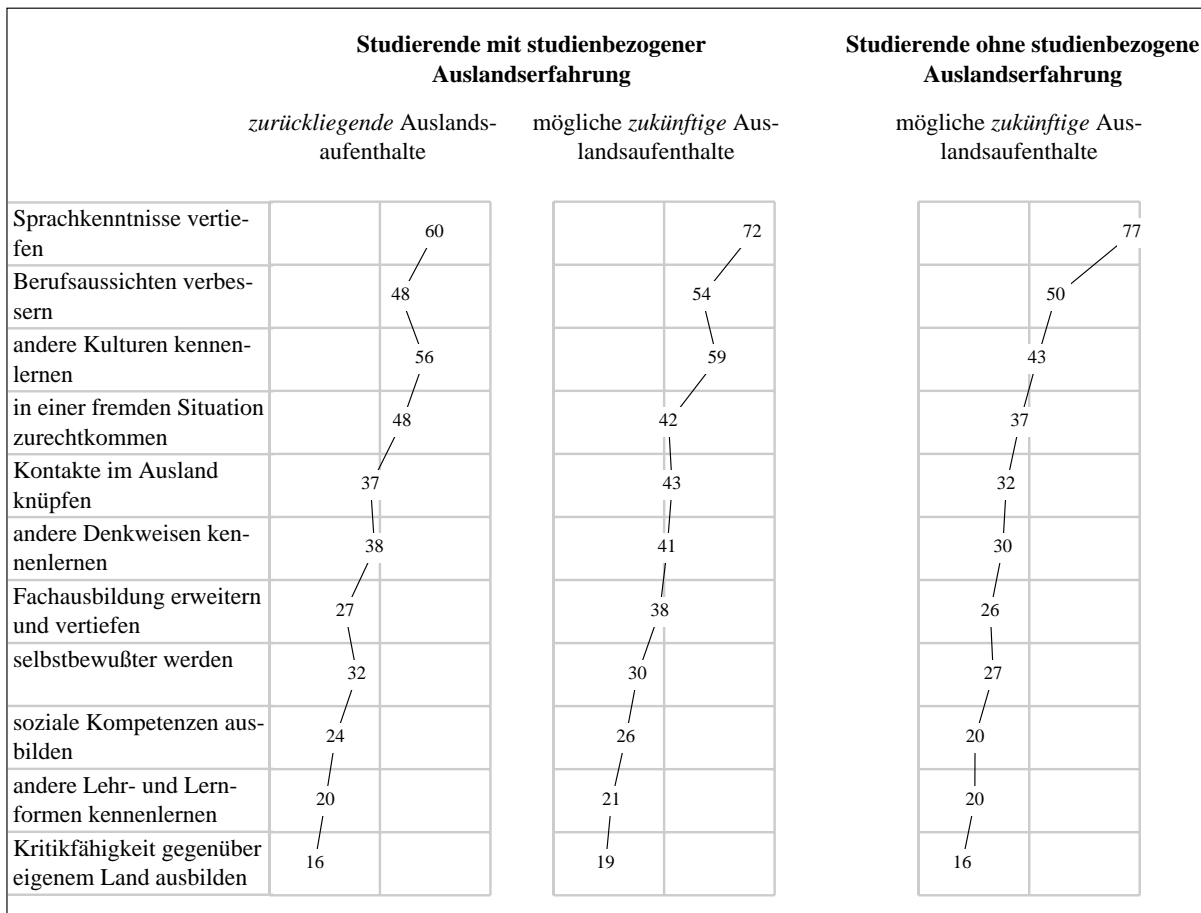 Studierende mit studienbezogener
Auslandserfahrung
Studierende ohne studienbezogene
Auslandserfahrung
zurückliegende Auslands-
aufenthalte
mögliche zukünftige Aus-
landsaufenthalte
mögliche zukünftige Aus-
landsaufenthalte
Sprachkenntnisse vertie-
fen
60 72 77
Berufsaussichten verbes-
sern
48 54 50
andere Kulturen kennen-
lernen
56 59 43
in einer fremden Situation
zurechtkommen
48 42 37
Kontakte im Ausland
knüpfen
37 43 32
andere Denkweisen ken-
nenlernen
38 41 30
Fachausbildung erweitern
und vertiefen
27 38 26
selbstbewußter werden
32 30 27
soziale Kompetenzen aus-
bilden
24 26 20
andere Lehr- und Lern-
formen kennenlernen
20 21 20
Kritikfähigkeit gegenüber
eigenem Land ausbilden
16 19 16